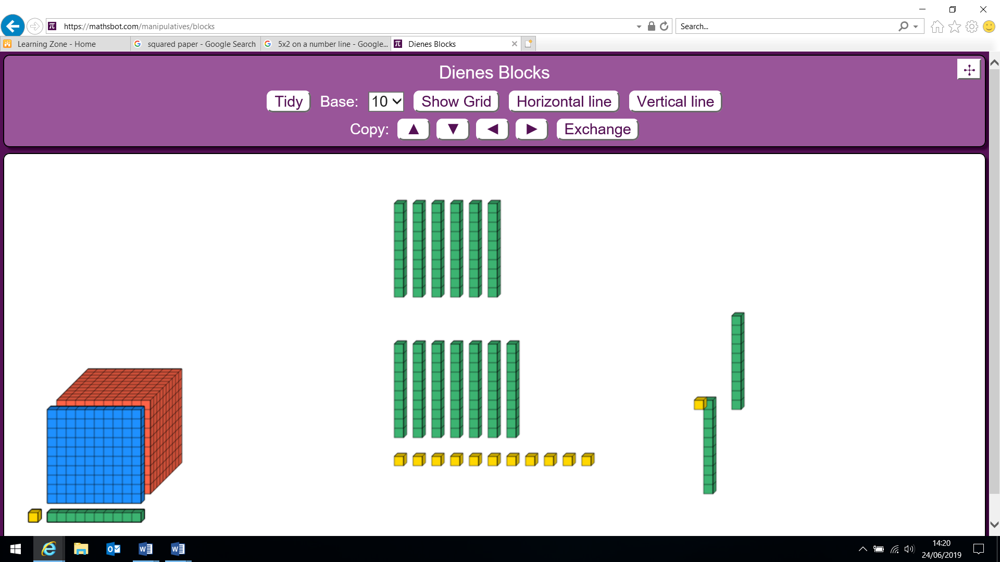 https://mathsbot.com/manipulatives/blocks
Search...
Learning Zone - Home
squared paper - Google Search
5x2 on a number line - Google...
Dienes Blocks
Dienes Blocks
Tidy Base: 10 Show Grid Horizontal line Vertical line
Copy: ▲ ▼ ◀ ▶ Exchange
14:20
24/06/2019